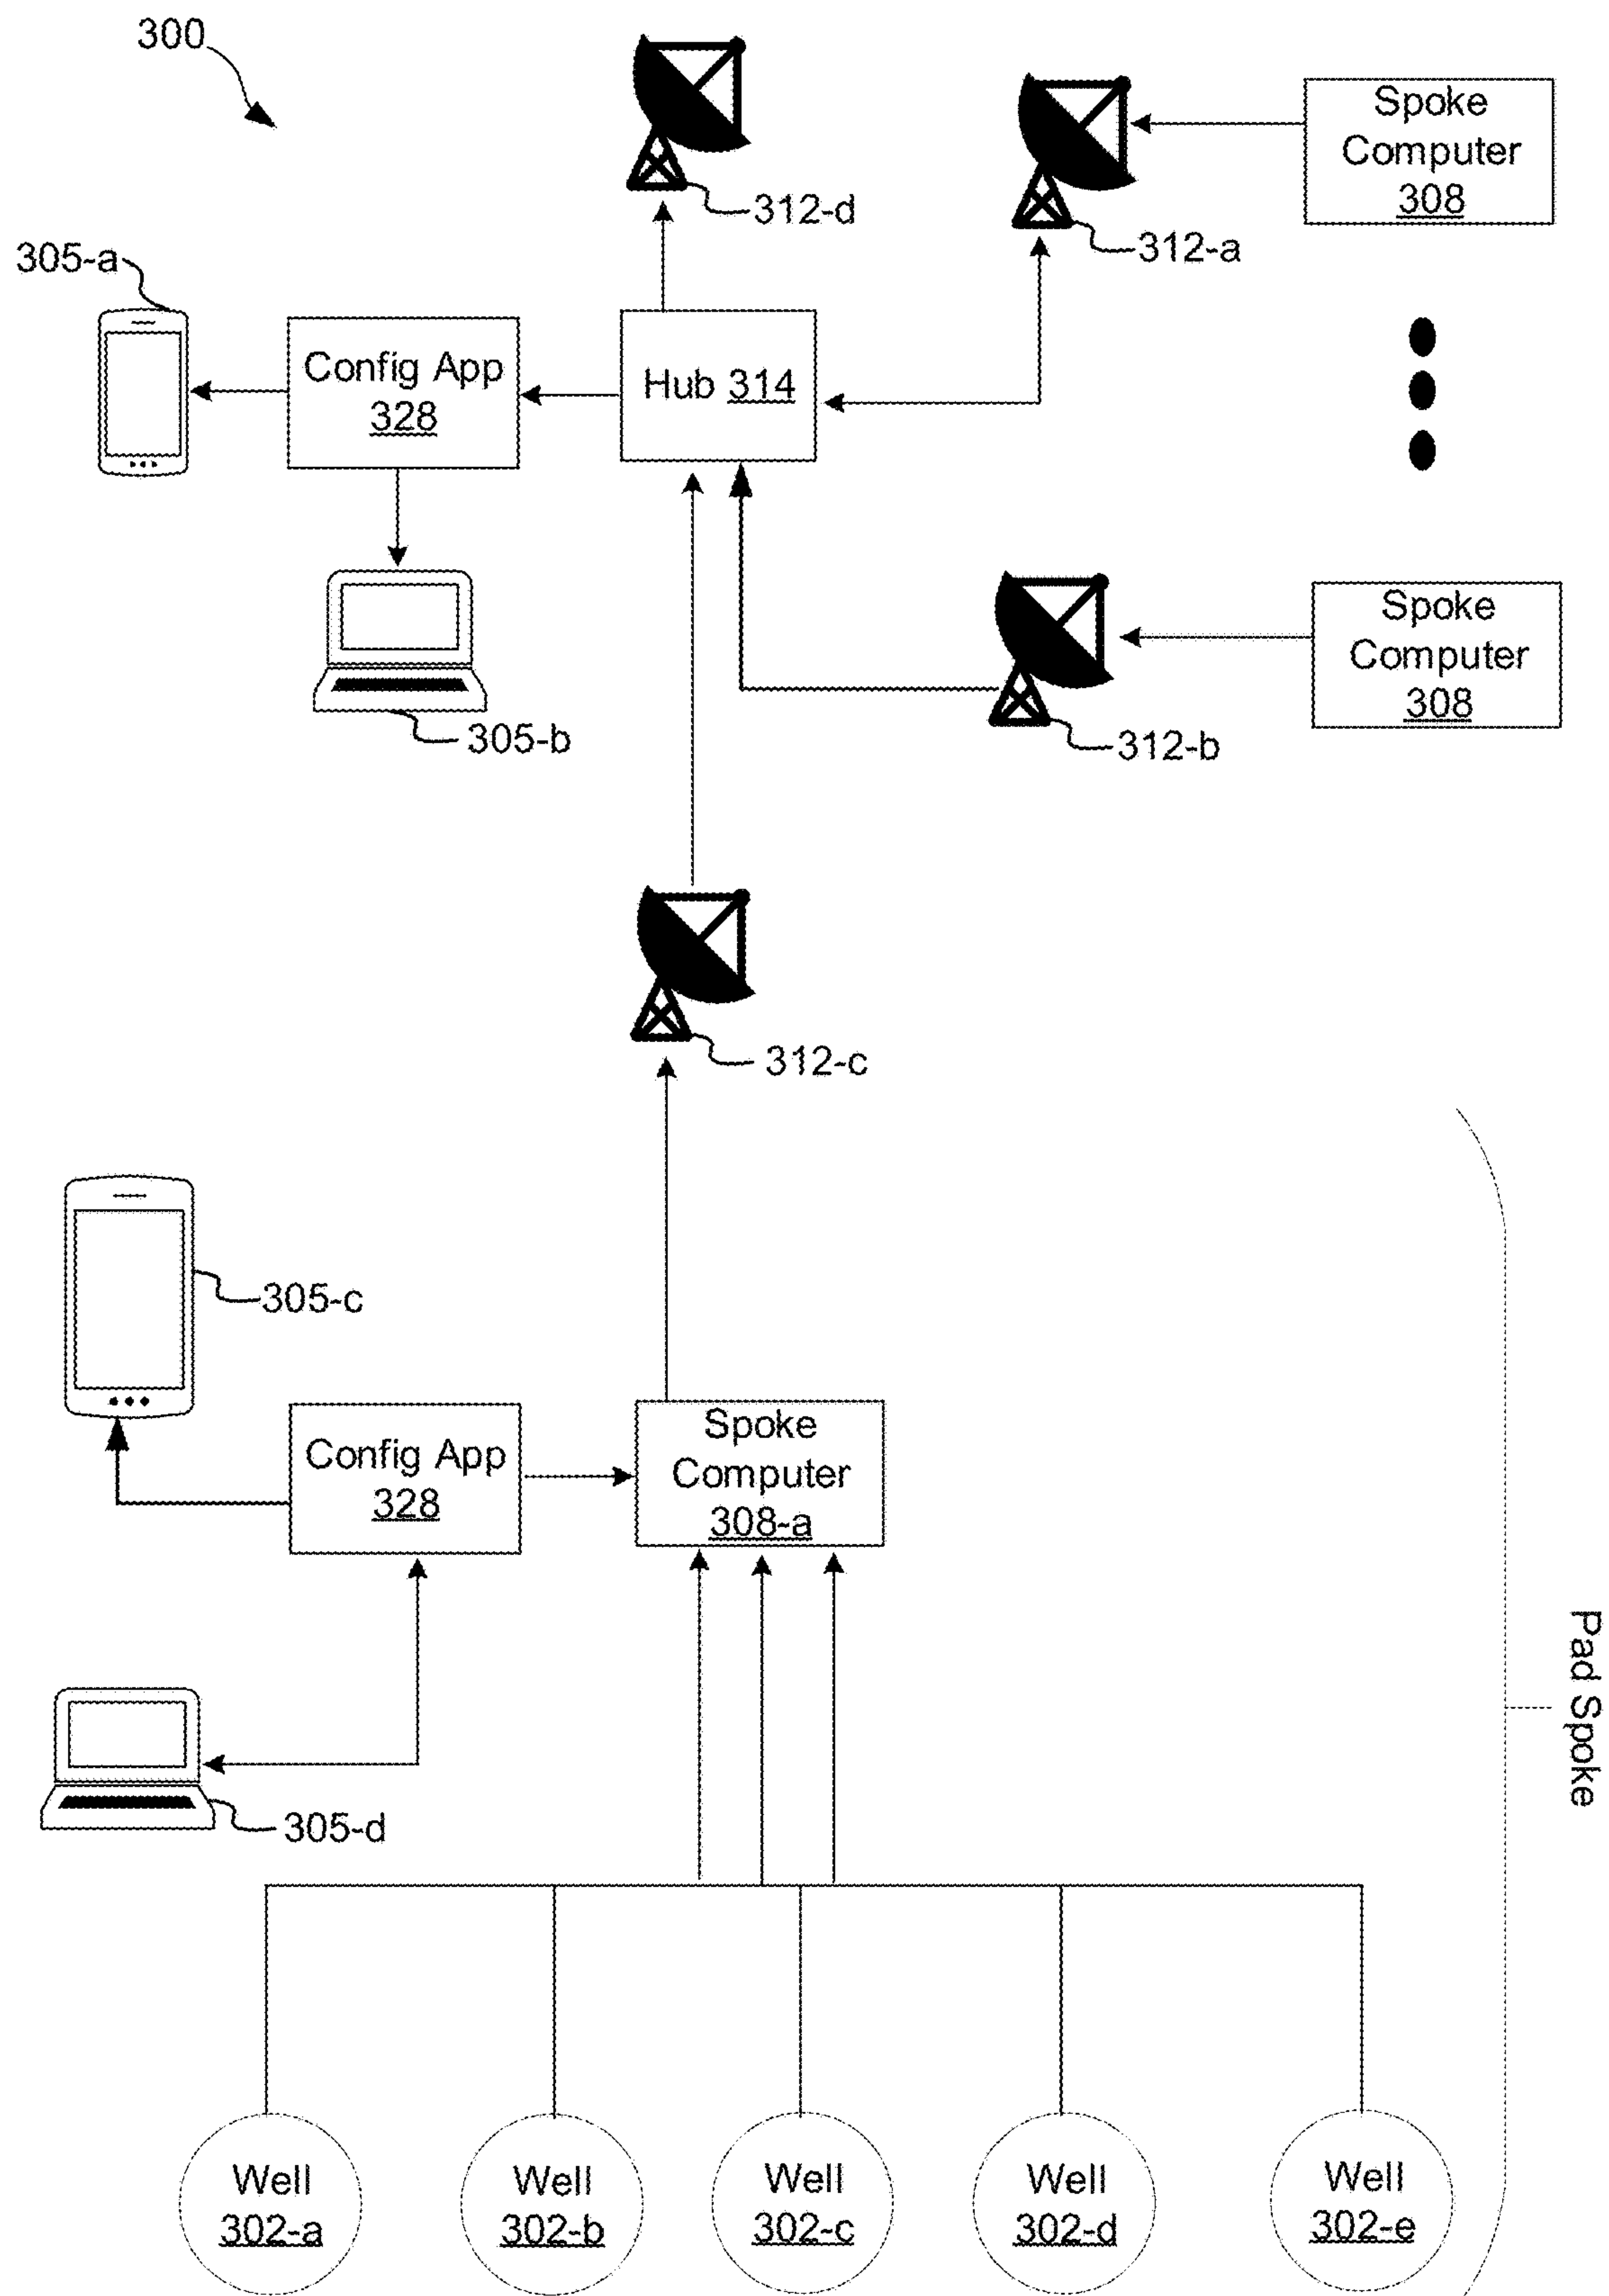 300
312-d
Spoke
Computer
308
312-a
305-a
Config App
328
Hub 314
305-b
Spoke
Computer
308
312-b
312-c
305-c
Config App
328
Spoke
Computer
308-a
305-d
Pad Spoke
Well
302-a
Well
302-b
Well
302-c
Well
302-d
Well
302-e